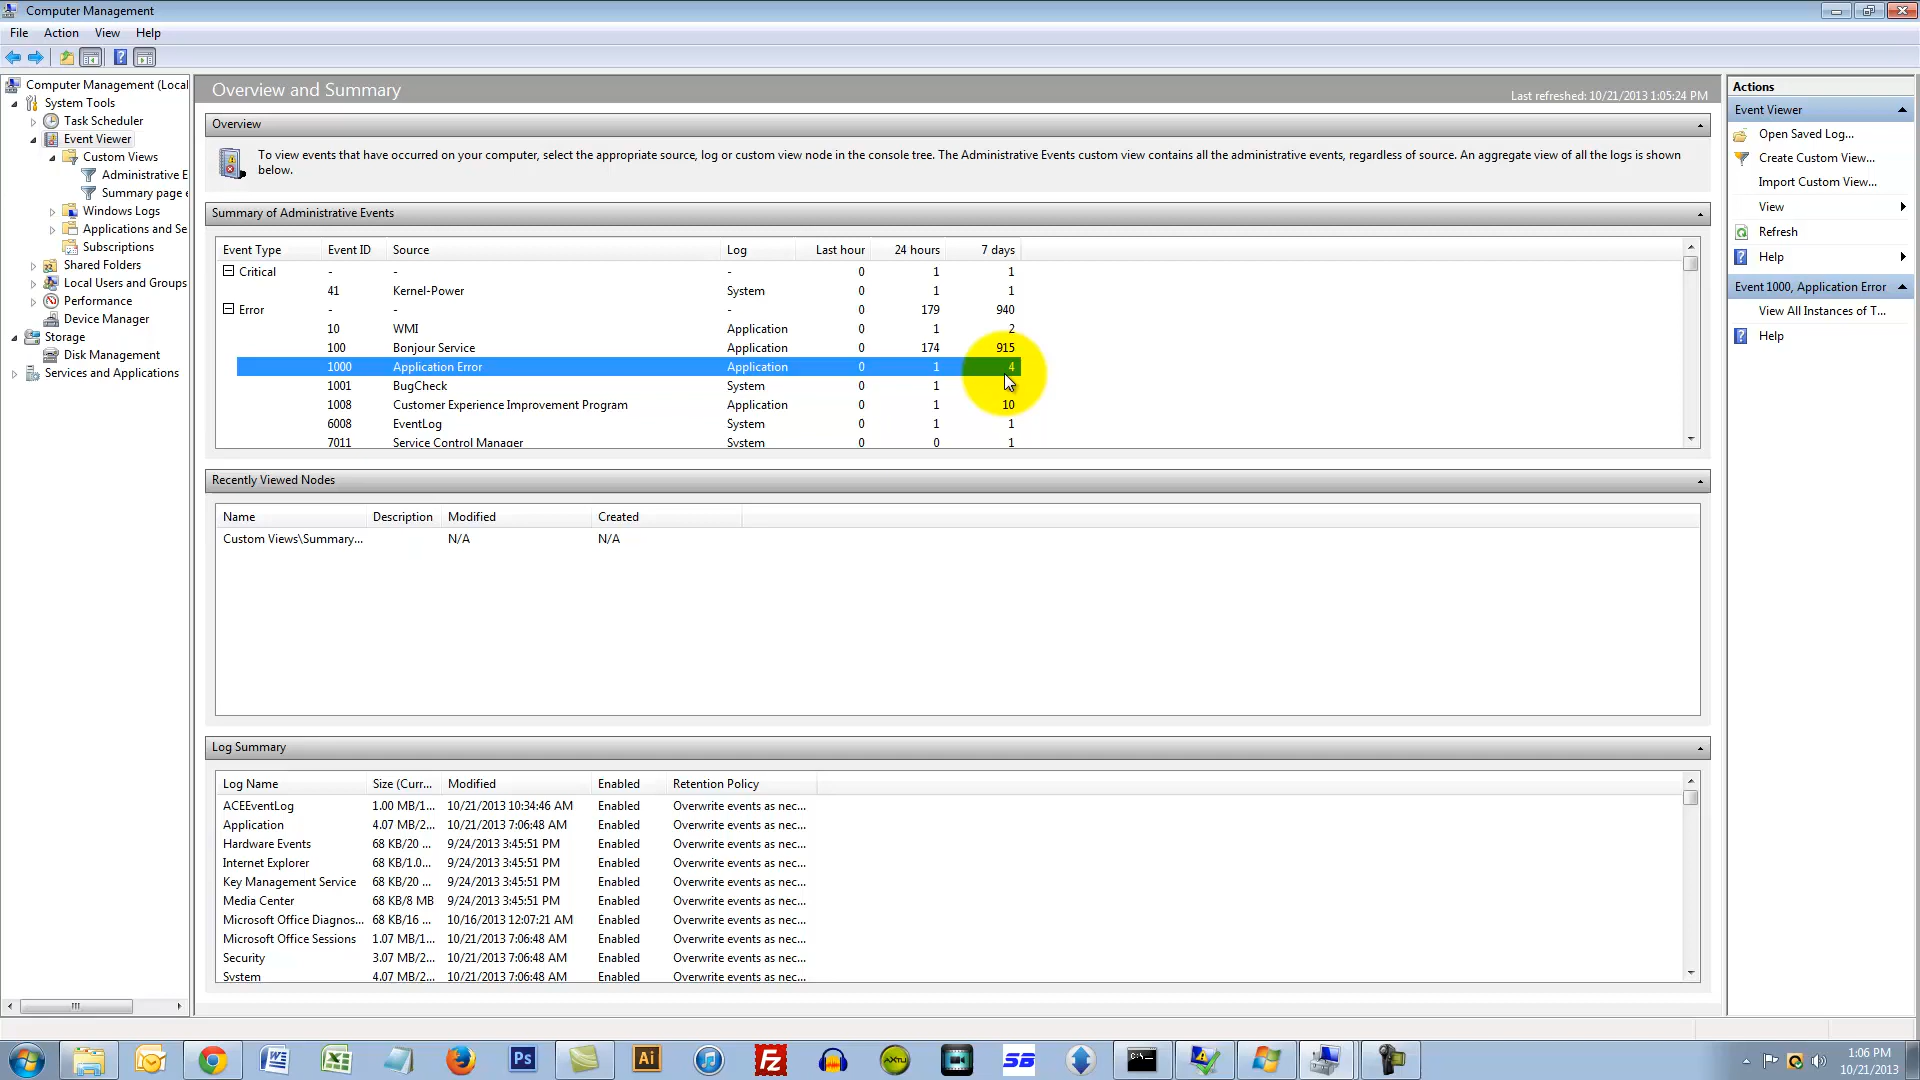 Computer Management
File Action View Help
Computer Management (Local
System Tools
Task Scheduler
Event Viewer
Custom Views
Administrative E
Summary page e
Windows Logs
Applications and Se
Subscriptions
Shared Folders
Local Users and Groups
Performance
Device Manager
Storage
Disk Management
Services and Applications
Overview and Summary
Last refreshed: 10/21/2013 1:05:24 PM
Overview
To view events that have occurred on your computer, select the appropriate source, log or custom view node in the console tree. The Administrative Events custom view contains all the administrative events, regardless of source. An aggregate view of all the logs is shown
below.
Summary of Administrative Events
Event Type Event ID Source Log Last hour 24 hours 7 days
Critical - - - 0 1 1
41 Kernel-Power System 0 1 1
Error - - - 0 179 940
10 WMI Application 0 1 2
100 Bonjour Service Application 0 174 915
1000 Application Error Application 0 1 4
1001 BugCheck System 0 1
1008 Customer Experience Improvement Program Application 0 1 10
6008 EventLog System 0 1 1
7011 Service Control Manager System 0 0 1
Recently Viewed Nodes
Name Description Modified Created
Custom Views\Summary... N/A N/A
Log Summary
Log Name Size (Curr... Modified Enabled Retention Policy
ACEEventLog 1.00 MB/1... 10/21/2013 10:34:46 AM Enabled Overwrite events as nec...
Application 4.07 MB/2... 10/21/2013 7:06:48 AM Enabled Overwrite events as nec...
Hardware Events 68 KB/20 ... 9/24/2013 3:45:51 PM Enabled Overwrite events as nec...
Internet Explorer 68 KB/1.0... 9/24/2013 3:45:51 PM Enabled Overwrite events as nec...
Key Management Service 68 KB/20 ... 9/24/2013 3:45:51 PM Enabled Overwrite events as nec...
Media Center 68 KB/8 MB 9/24/2013 3:45:51 PM Enabled Overwrite events as nec...
Microsoft Office Diagnos... 68 KB/16 ... 10/16/2013 12:07:21 AM Enabled Overwrite events as nec...
Microsoft Office Sessions 1.07 MB/1... 10/21/2013 7:06:48 AM Enabled Overwrite events as nec...
Security 3.07 MB/2... 10/21/2013 7:06:48 AM Enabled Overwrite events as nec...
System 4.07 MB/2... 10/21/2013 7:06:48 AM Enabled Overwrite events as nec...
Actions
Event Viewer
Open Saved Log...
Create Custom View...
Import Custom View...
View
Refresh
Help
Event 1000, Application Error
View All Instances of T...
Help
Ps
Ai
Fz
AXTU
SB
C:\
1:06 PM
10/21/2013